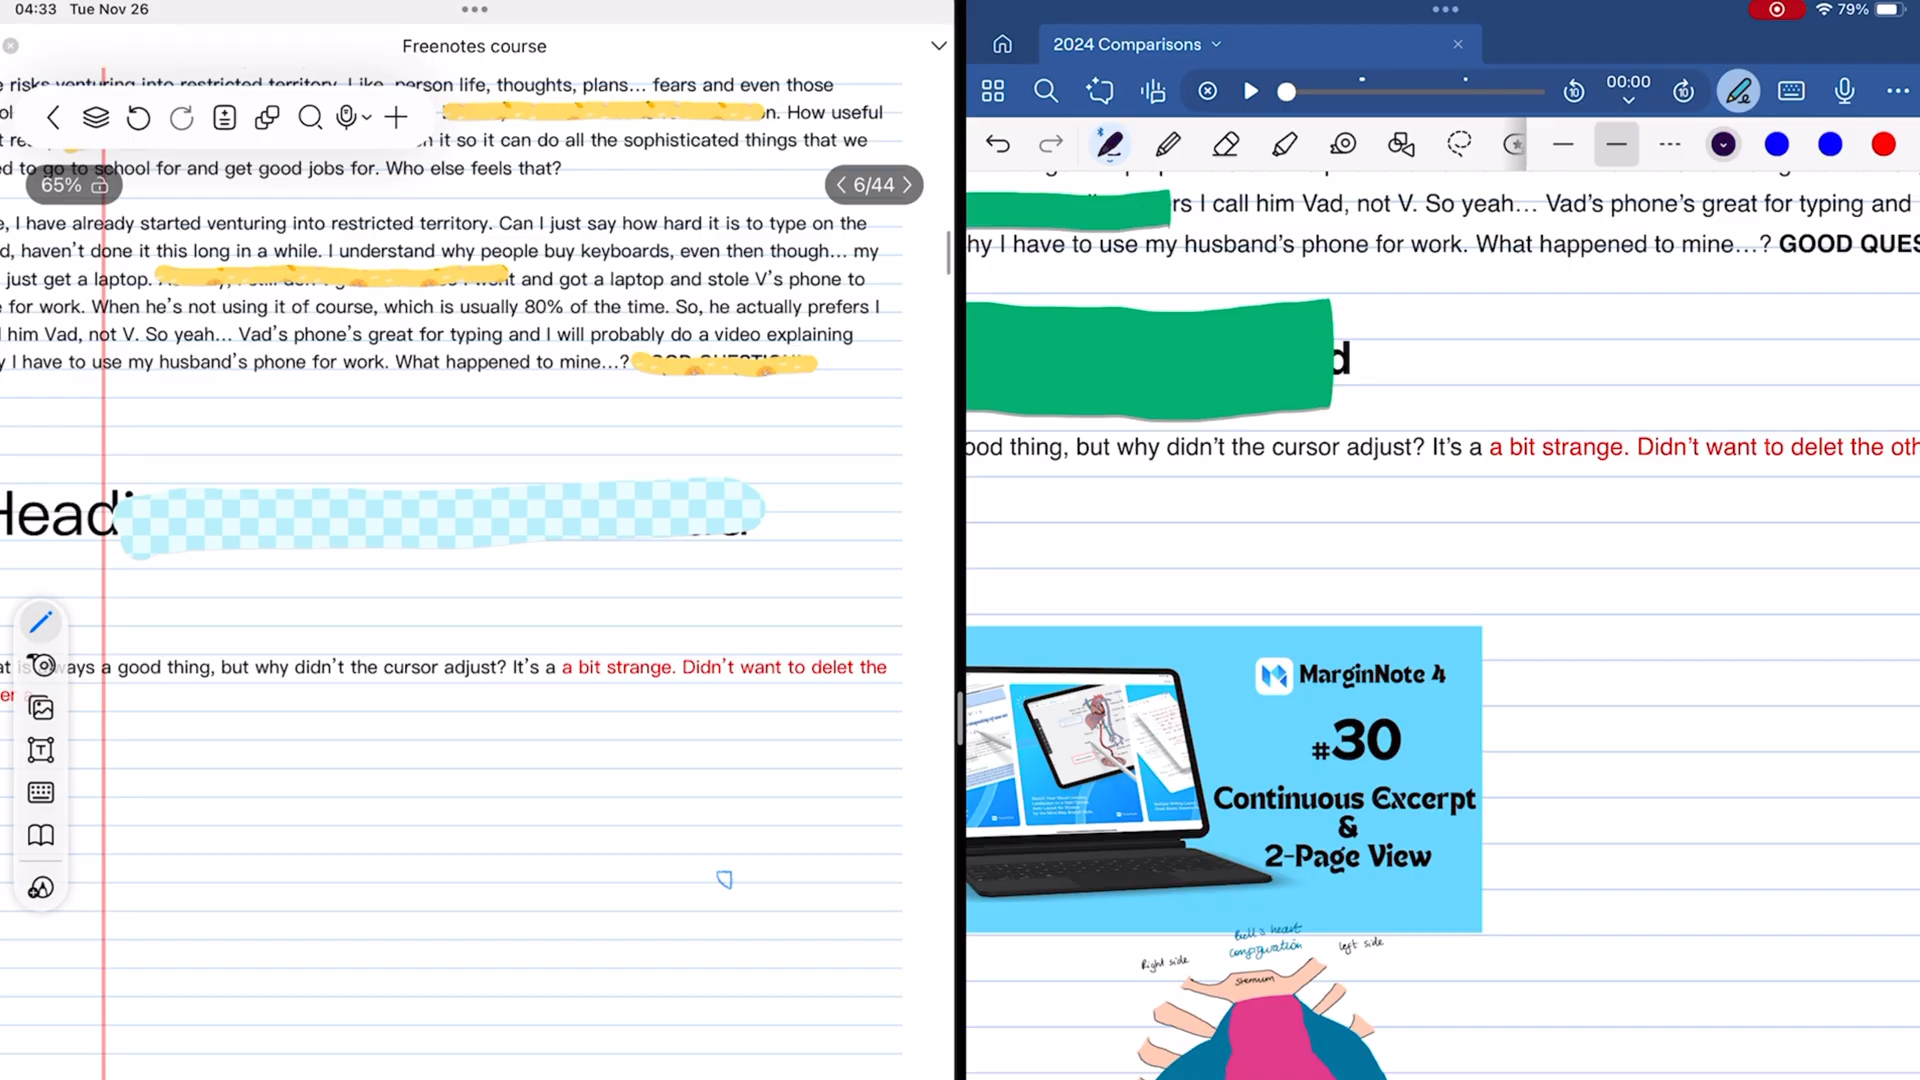 04:33 Tue Nov 26
Freenotes course
risks venturing into restricted territory. Like, person life, thoughts, plans... fears and even those
n. How useful
it so it can do all the sophisticated things that we
to go to school for and get good jobs for. Who else feels that?
65%
6/44
, I have already started venturing into restricted territory. Can I just say how hard it is to type on the
d, haven't done it this long in a while. I understand why people buy keyboards, even then though... my
just get a laptop.
t and got a laptop and stole V's phone to
for work. When he's not using it of course, which is usually 80% of the time. So, he actually prefers I
him Vad, not V. So yeah... Vad's phone's great for typing and I will probably do a video explaining
y I have to use my husband's phone for work. What happened to mine...?
Head
a good thing, but why didn't the cursor adjust? It's a a bit strange. Didn't want to delet the
er a
79%
2024 Comparisons
00:00
10
10
rs I call him Vad, not V. So yeah... Vad's phone's great for typing and
hy I have to use my husband's phone for work. What happened to mine...? GOOD QUES
d
ood thing, but why didn't the cursor adjust? It's a a bit strange. Didn't want to delet the oth
MarginNote 4
#30
Continuous Excerpt
&
2-Page View
Bell's heart
configuration
Right side
left side
Sternum